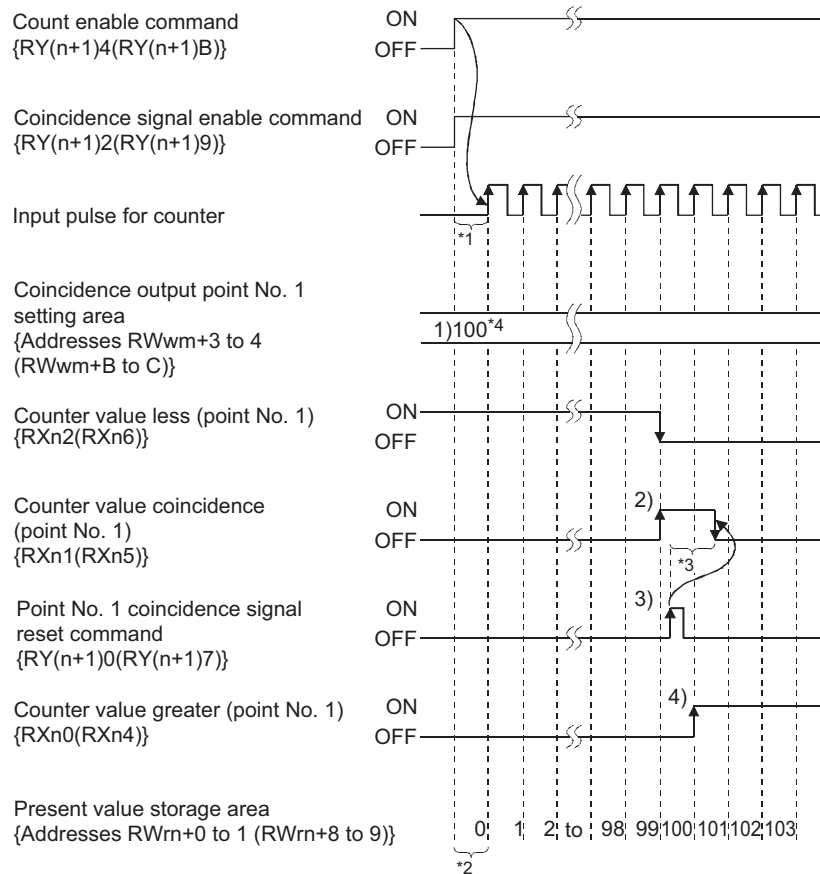 Count enable command
{RY(n+1)4(RY(n+1)B)}
ON
OFF
Coincidence signal enable command
{RY(n+1)2(RY(n+1)9)}
ON
OFF
Input pulse for counter
*1
Coincidence output point No. 1
setting area
{Addresses RWwm+3 to 4
(RWwm+B to C)}
1)100*4
Counter value less (point No. 1)
{RXn2(RXn6)}
ON
OFF
Counter value coincidence
(point No. 1)
{RXn1(RXn5)}
ON
OFF
2)
*3
Point No. 1 coincidence signal
reset command
{RY(n+1)0(RY(n+1)7)}
ON
OFF
3)
Counter value greater (point No. 1)
{RXn0(RXn4)}
ON
OFF
4)
Present value storage area
{Addresses RWrn+0 to 1 (RWrn+8 to 9)}
0 1 2 to 98 99 100 101 102 103
*2